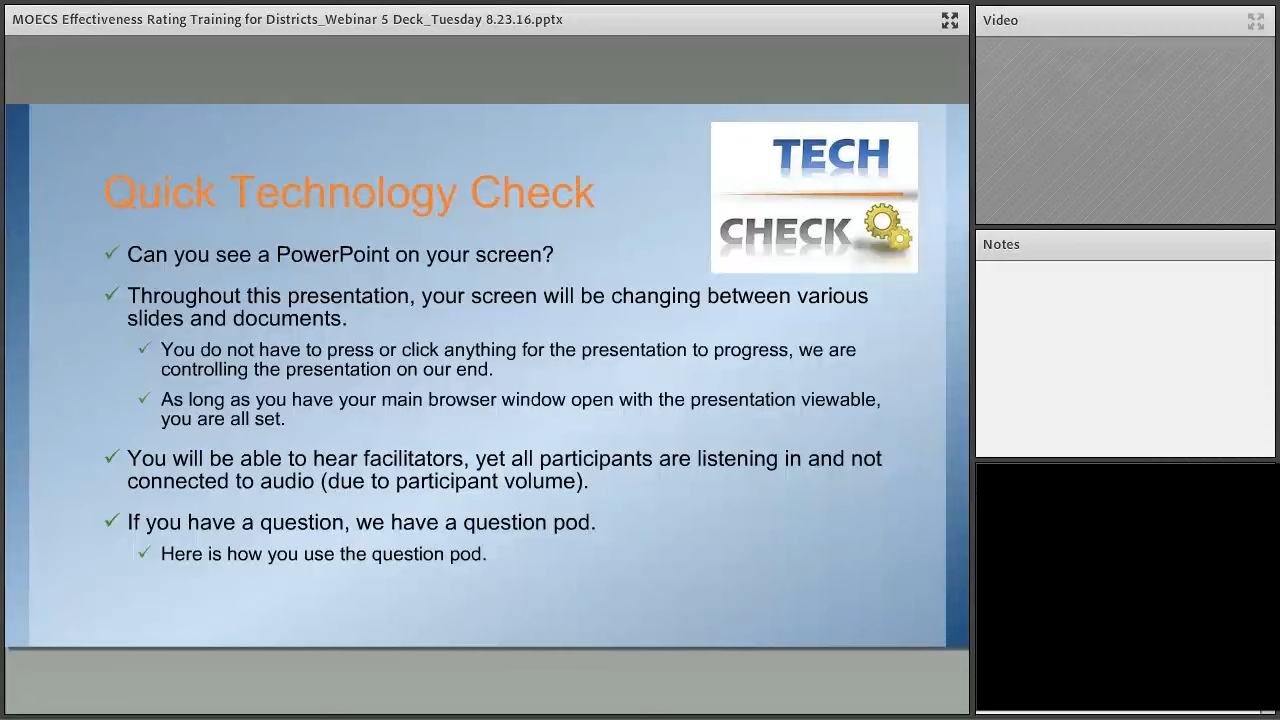 MOECS Effectiveness Rating Training for Districts_Webinar 5 Deck_Tuesday 8.23.16.pptx
Video
TECH
CHECK
Quick Technology Check
Can you see a PowerPoint on your screen?
Throughout this presentation, your screen will be changing between various
slides and documents.
You do not have to press or click anything for the presentation to progress, we are
controlling the presentation on our end.
As long as you have your main browser window open with the presentation viewable,
you are all set.
You will be able to hear facilitators, yet all participants are listening in and not
connected to audio (due to participant volume).
If you have a question, we have a question pod.
Here is how you use the question pod.
Notes